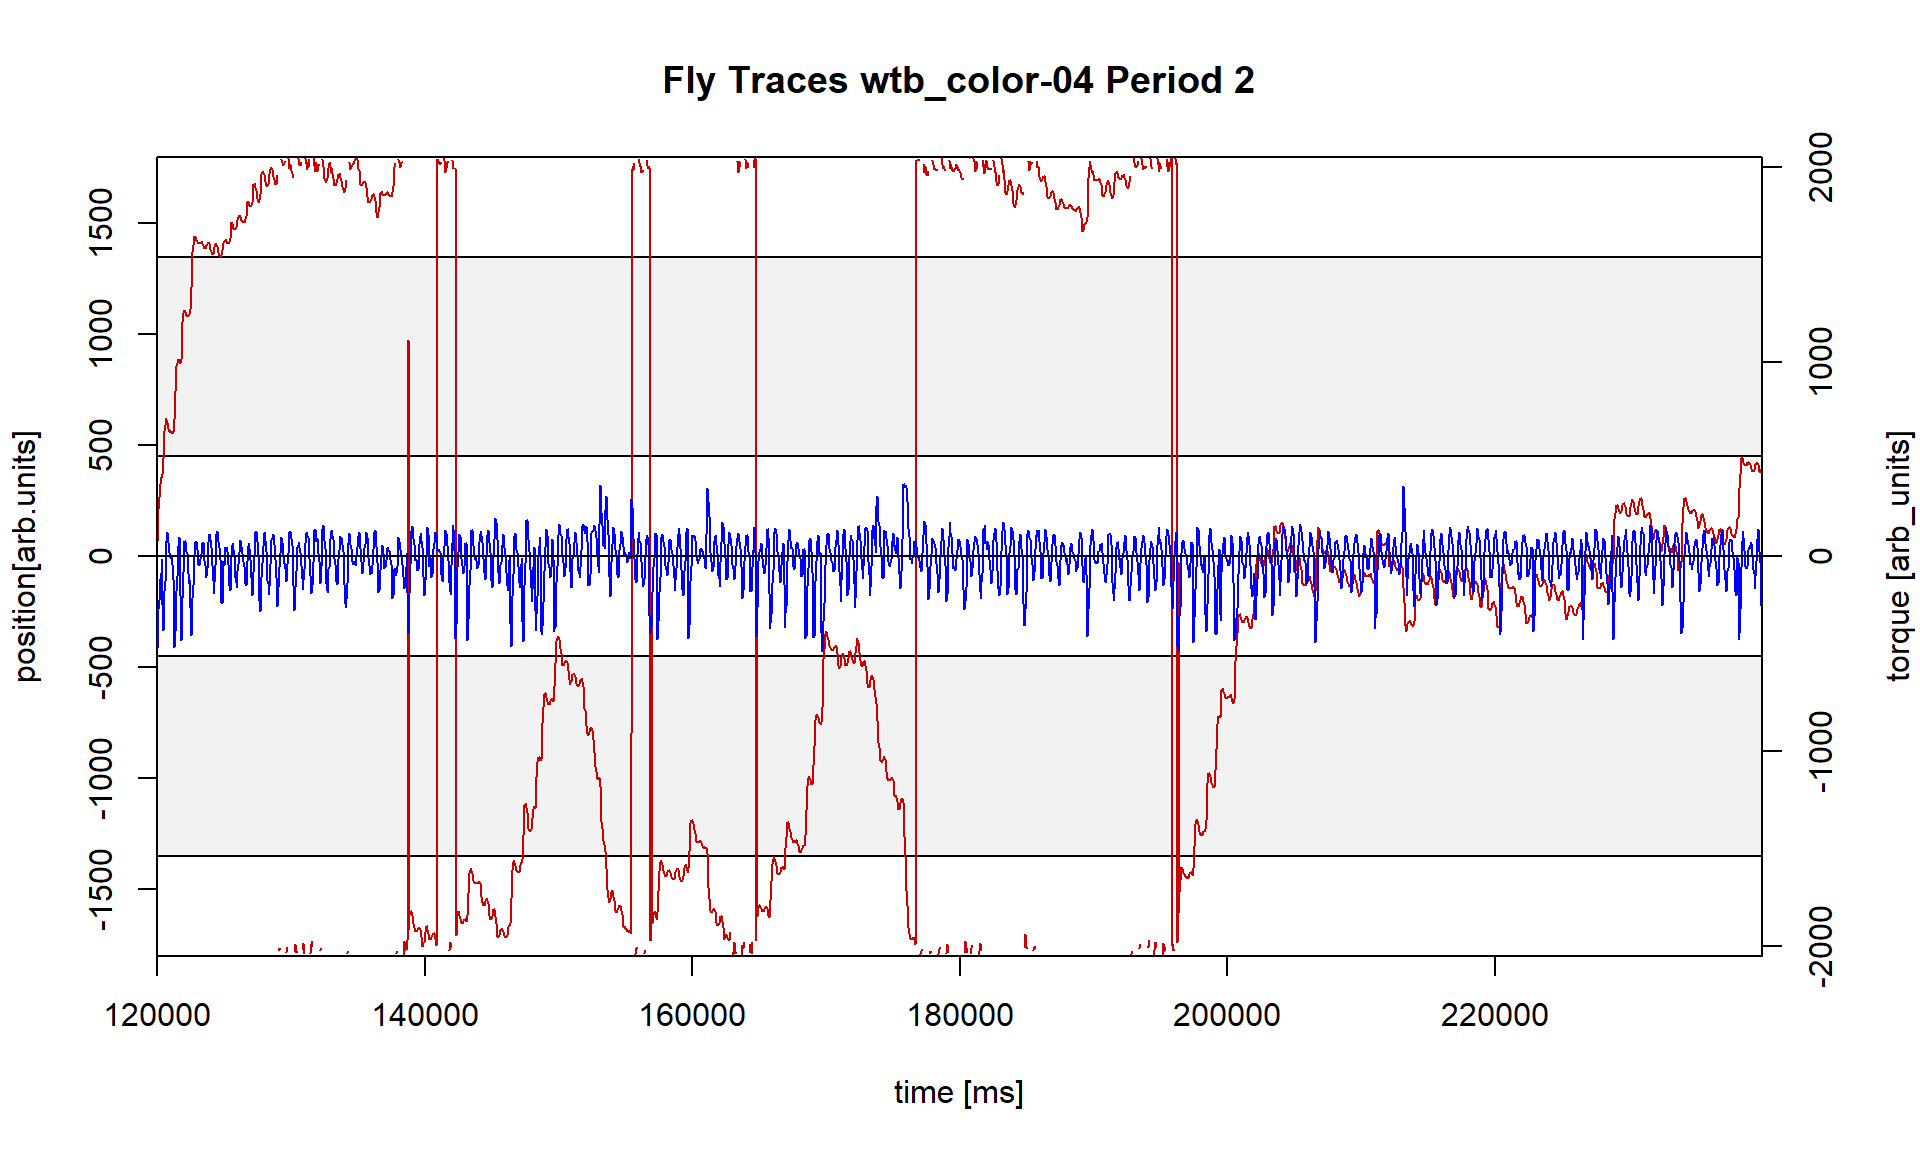 Fly Traces wtb_color-04 Period 2
position[arb.units]
1500
1000
500
0
-500
-1000
-1500
2000
1000
0
-1000
-2000
torque [arb_units]
120000 140000 160000 180000 200000 220000
time [ms]